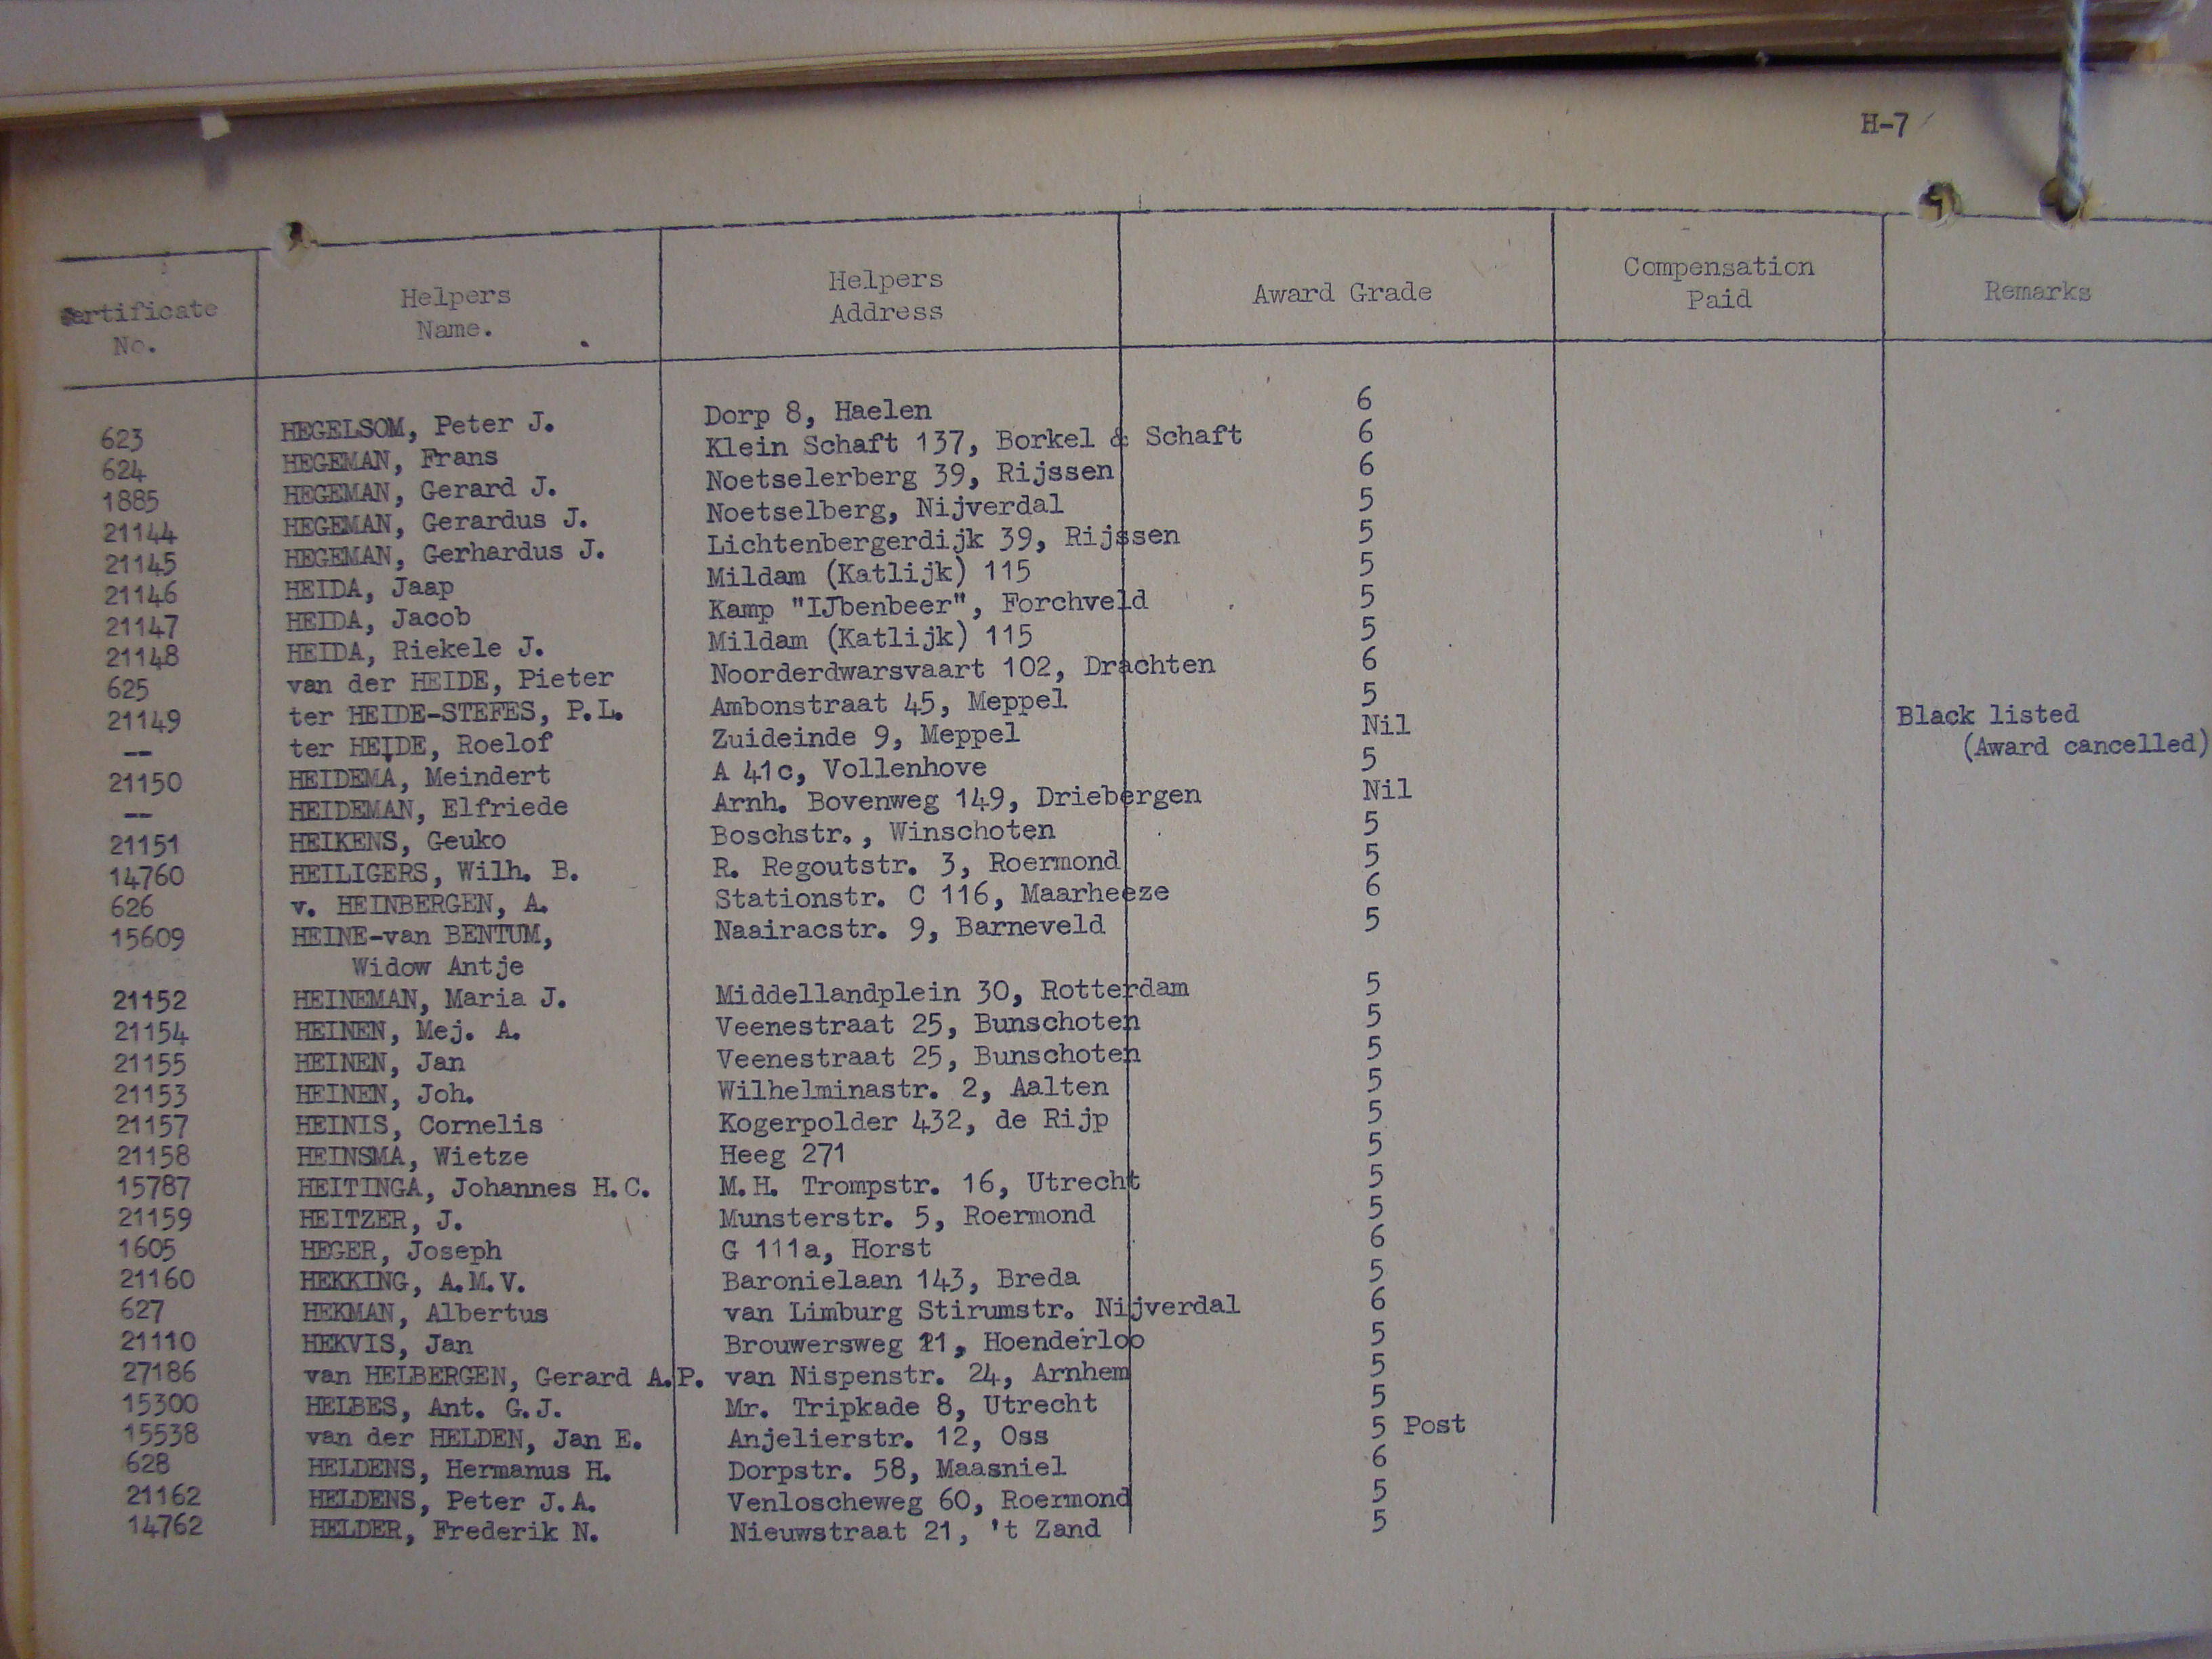 H-7
Certificate No. Helpers Name. Helpers Address Award Grade Compensation Paid Remarks
623 HEGELSOM, Peter J. Dorp 8, Haelen 6
624 HEGEMAN, Frans Klein Schaft 137, Borkel & Schaft 6
1885 HEGEMAN, Gerard J. Noetselerberg 39, Rijssen 6
21144 HEGEMAN, Gerardus J. Noetselberg, Nijverdal 5
21145 HEGEMAN, Gerhardus J. Lichtenbergerdijk 39, Rijssen 5
21146 HEIDA, Jaap Mildam (Katlijk) 115 5
21147 HEIDA, Jacob Kamp "IJbenbeer", Forchveld 5
21148 HEIDA, Riekele J. Mildam (Katlijk) 115 5
625 van der HEIDE, Pieter Noorderdwarsvaart 102, Drachten 6
21149 ter HEIDE-STEFES, P.L. Ambonstraat 45, Meppel 5
-- ter HEIDE, Roelof Zuideinde 9, Meppel Nil Black listed (Award cancelled)
21150 HEIDEMA, Meindert A 41c, Vollenhove 5
-- HEIDEMAN, Elfriede Arnh. Bovenweg 149, Driebergen Nil
21151 HEIKENS, Geuko Boschstr., Winschoten 5
14760 HEILIGERS, Wilh. B. R. Regoutstr. 3, Roermond 5
626 v. HEINBERGEN, A. Stationstr. C 116, Maarheeze 6
15609 HEINE-van BENTUM, Naairacstr. 9, Barneveld 5
Widow Antje
21152 HEINEMAN, Maria J. Middellandplein 30, Rotterdam 5
21154 HEINEN, Mej. A. Veenestraat 25, Bunschoten 5
21155 HEINEN, Jan Veenestraat 25, Bunschoten 5
21153 HEINEN, Joh. Wilhelminastr. 2, Aalten 5
21157 HEINIS, Cornelis Kogerpolder 432, de Rijp 5
21158 HEINSMA, Wietze Heeg 271 5
15787 HEITINGA, Johannes H.C. M.H. Trompstr. 16, Utrecht 5
21159 HEITZER, J. Munsterstr. 5, Roermond 5
1605 HEGER, Joseph G 111a, Horst 6
21160 HEKKING, A.M.V. Baronielaan 143, Breda 5
627 HEKMAN, Albertus van Limburg Stirumstr. Nijverdal 6
21110 HEKVIS, Jan Brouwersweg Hoenderloo 5
27186 van HELBERGEN, Gerard A.P. van Nispenstr. 24, Arnhem 5
15300 HELBES, Ant. G.J. Mr. Tripkade 8, Utrecht 5
15538 van der HELDEN, Jan E. Anjelierstr. 12, Oss 5 Post
628 HELDENS, Hermanus H. Dorpstr. 58, Maasniel 6
21162 HELDENS, Peter J.A. Venloscheweg 60, Roermond 5
14762 HELDER, Frederik N. Nieuwstraat 21, 't Zand 5